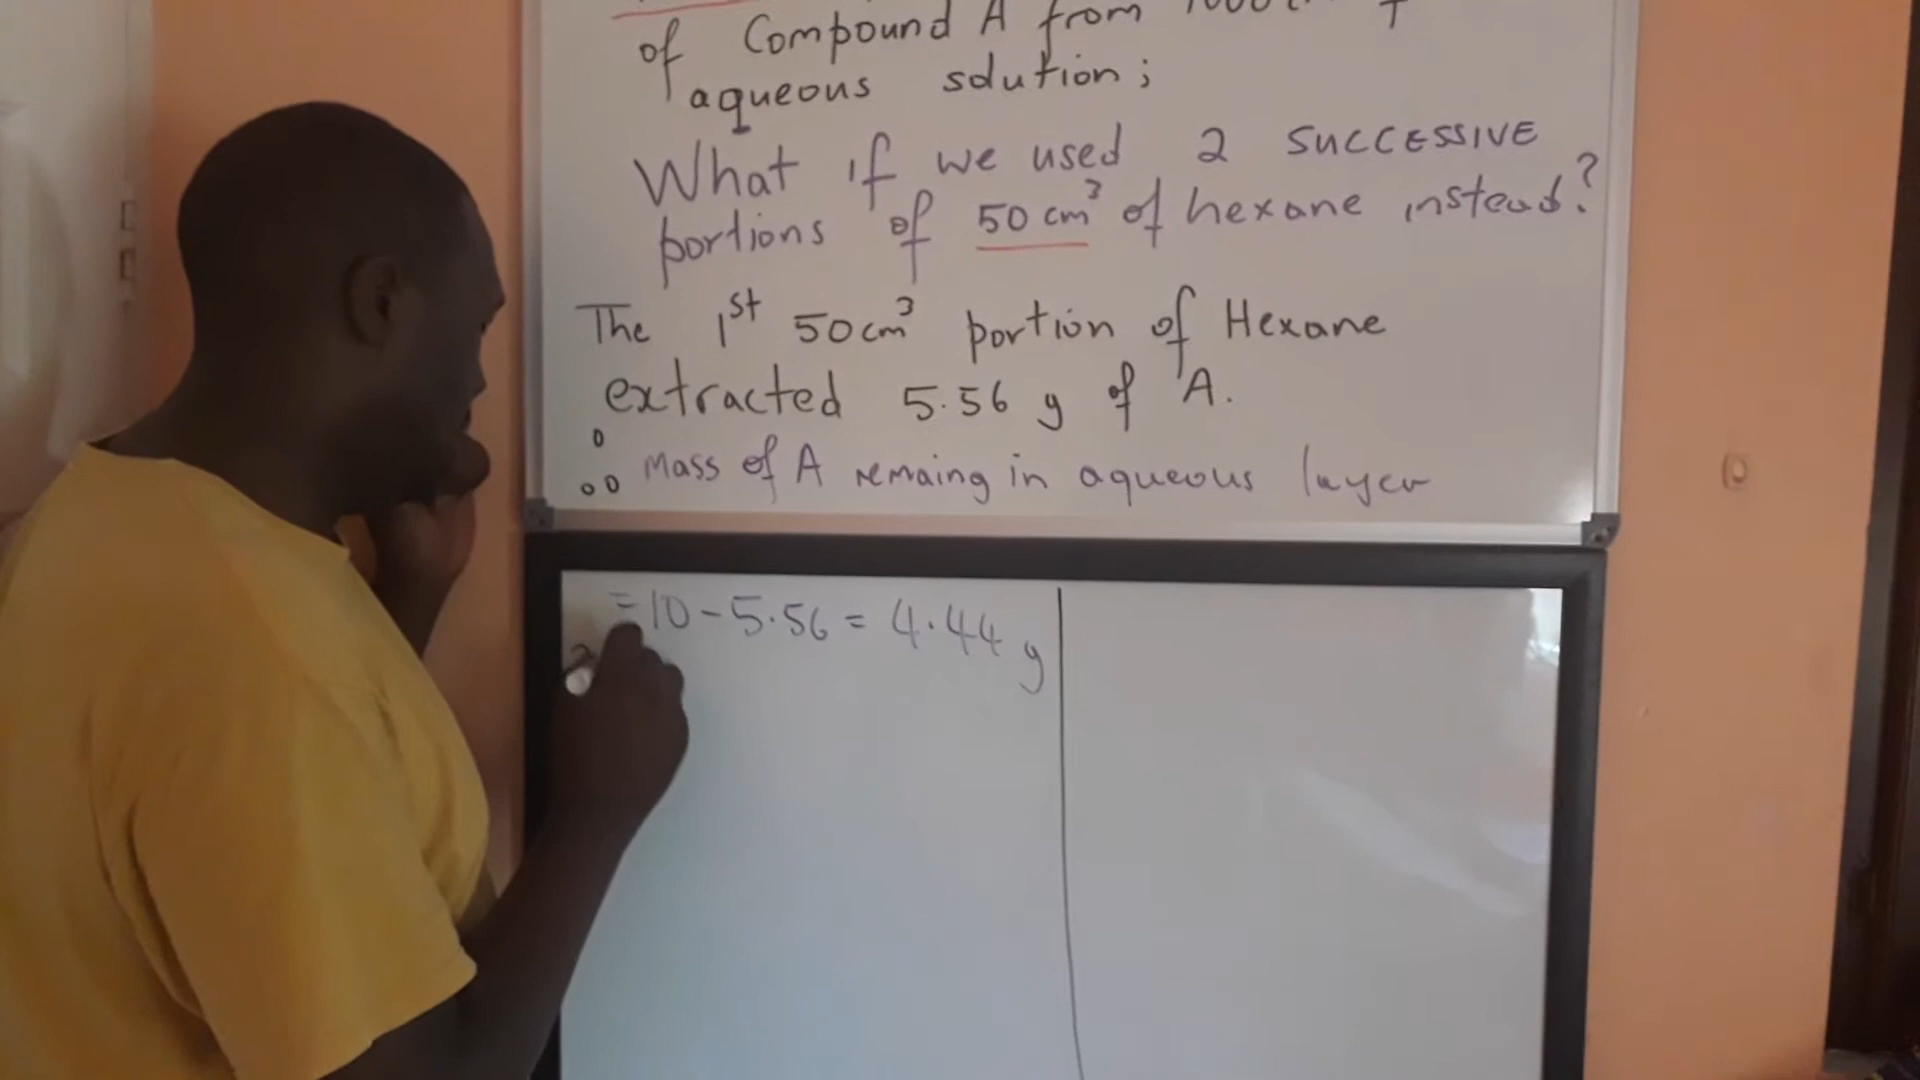 of Compound A from
aqueous solution;
What if we used 2 SUCCESSIVE
portions of 50 cm³ of hexane instead?
The 1st 50cm³ portion of Hexane
extracted 5.56 g of A.
∴ Mass of A remaing in aqueous layer
=10-5.56 = 4.44 g